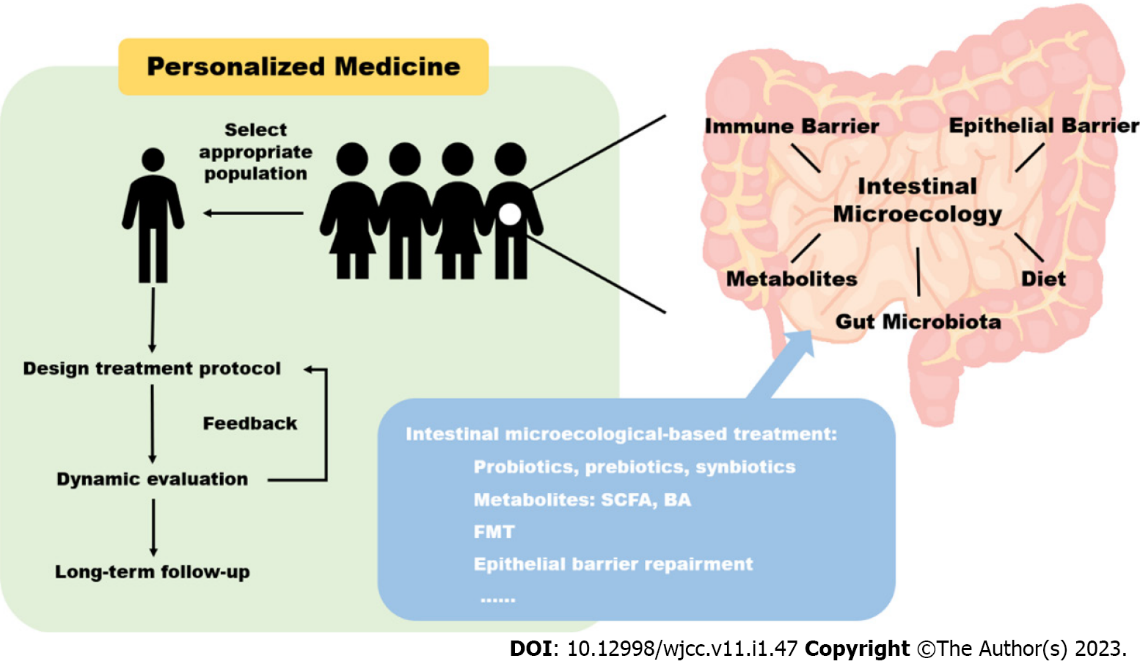 Personalized Medicine
Select
appropriate
population
Design treatment protocol
Feedback
Dynamic evaluation
Long-term follow-up
Immune Barrier
Epithelial Barrier
Intestinal
Microecology
Metabolites
Diet
Gut Microbiota
Intestinal microecological-based treatment:
Probiotics, prebiotics, synbiotics
Metabolites: SCFA, BA
FMT
Epithelial barrier repairment
......
DOI: 10.12998/wjcc.v11.i1.47 Copyright ©The Author(s) 2023.